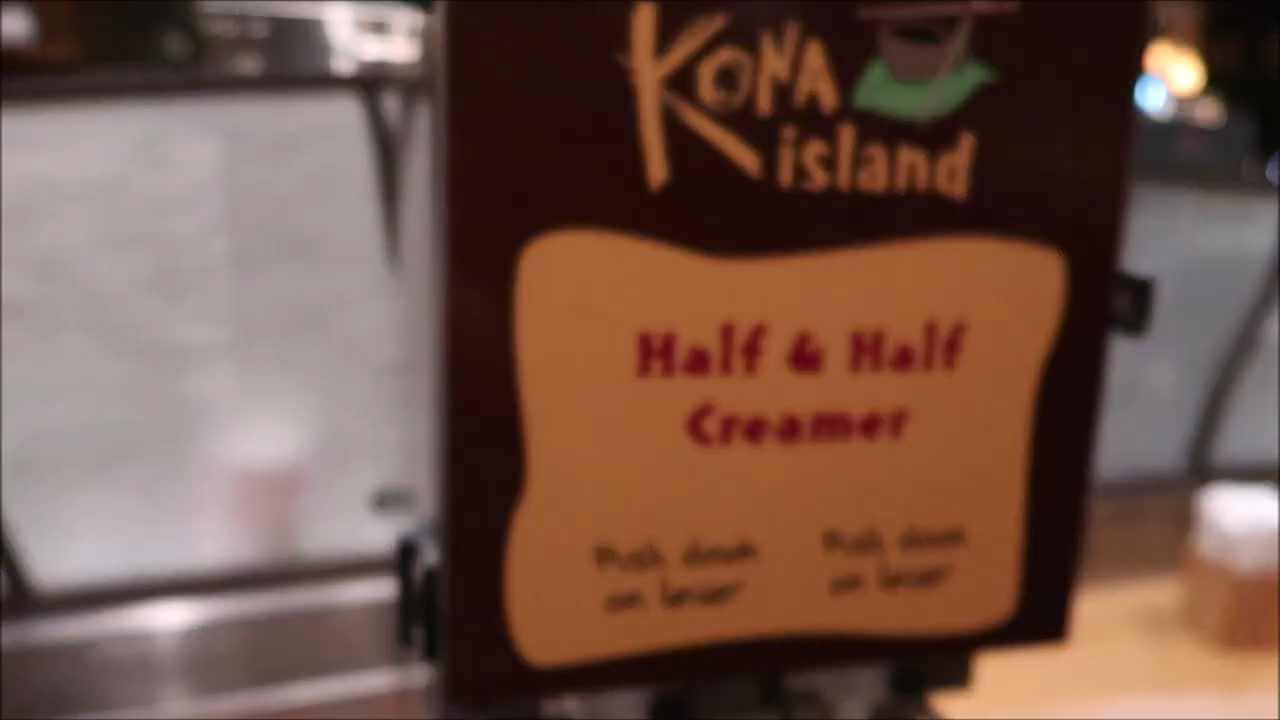 Kona
island
Half & Half
Creamer
Push down
on lever
Push down
on lever